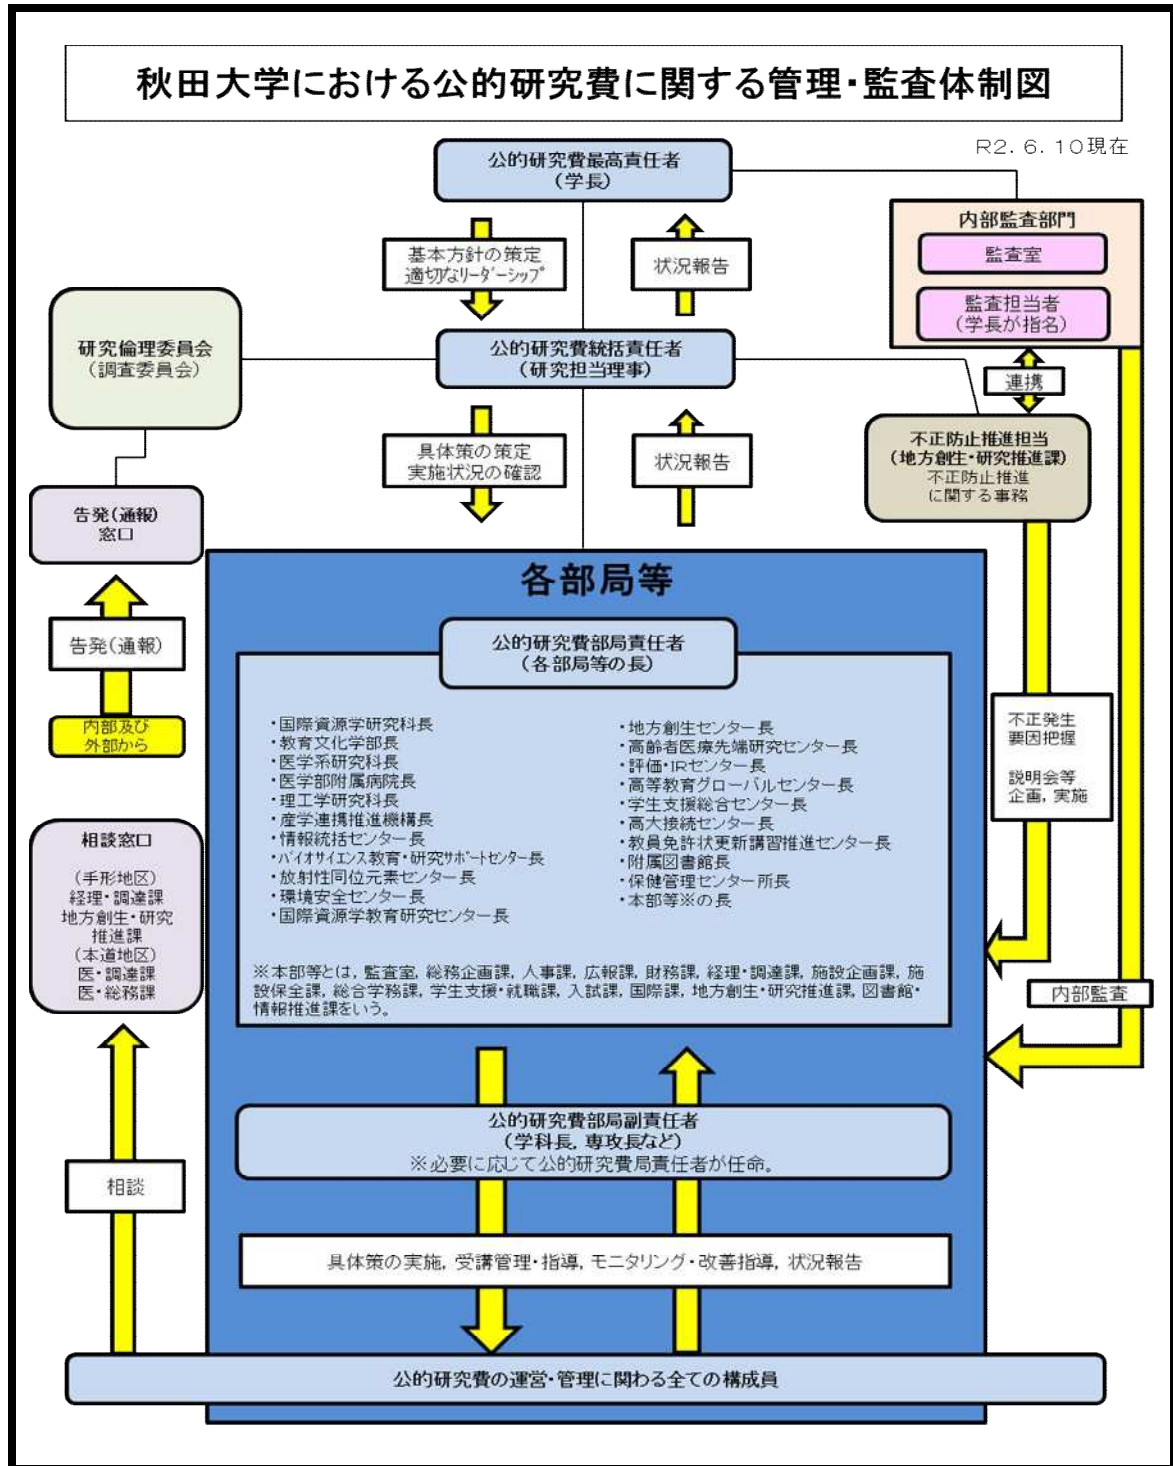 秋田大学における公的研究費に関する管理・監査体制図
R2.6.10現在
公的研究費最高責任者
(学長)
内部監査部門
監査室
監査担当者
(学長が指名)
基本方針の策定
適切なリーダーシップ
状況報告
研究倫理委員会
(調査委員会)
公的研究費統括責任者
(研究担当理事)
連携
不正防止推進担当
(地方創生・研究推進課)
不正防止推進
に関する事務
具体策の策定
実施状況の確認
状況報告
告発(通報)
窓口
告発(通報)
内部及び
外部から
各部局等
公的研究費部局責任者
(各部局等の長)
・国際資源学研究科長
・教育文化学部長
・医学系研究科長
・医学部附属病院長
・理工学研究科長
・産学連携推進機構長
・情報統括センター長
・バイオサイエンス教育・研究サポートセンター長
・放射性同位元素センター長
・環境安全センター長
・国際資源学教育研究センター長
・地方創生センター長
・高齢者医療先端研究センター長
・評価・IRセンター長
・高等教育グローバルセンター長
・学生支援総合センター長
・高大接続センター長
・教員免許状更新講習推進センター長
・附属図書館長
・保健管理センター所長
・本部等※の長
※本部等とは, 監査室, 総務企画課, 人事課, 広報課, 財務課, 経理・調達課, 施設企画課, 施
設保全課, 総合学務課, 学生支援・就職課, 入試課, 国際課, 地方創生・研究推進課, 図書館・
情報推進課をいう。
不正発生
要因把握
説明会等
企画, 実施
内部監査
相談窓口
(手形地区)
経理・調達課
地方創生・研究
推進課
(本道地区)
医・調達課
医・総務課
相談
公的研究費部局副責任者
(学科長, 専攻長など)
※必要に応じて公的研究費局責任者が任命。
具体策の実施, 受講管理・指導, モニタリング・改善指導, 状況報告
公的研究費の運営・管理に関わる全ての構成員